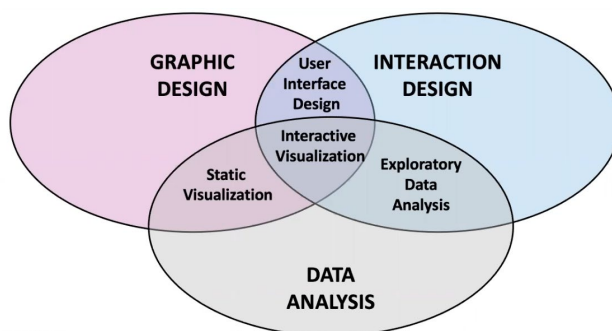 GRAPHIC
DESIGN
User
Interface
Design
INTERACTION
DESIGN
Interactive
Visualization
Static
Visualization
Exploratory
Data
Analysis
DATA
ANALYSIS